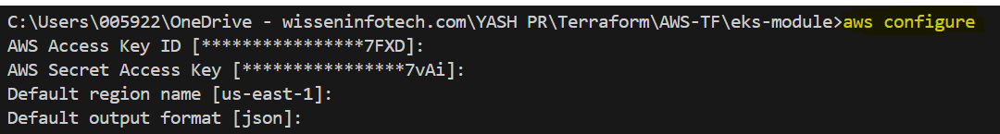 C:\Users\005922\OneDrive - wisseninfotech.com\YASH PR\Terraform\AWS-TF\eks-module>aws configure
AWS Access Key ID [****************7FXD]:
AWS Secret Access Key [****************7vAi]:
Default region name [us-east-1]:
Default output format [json]: